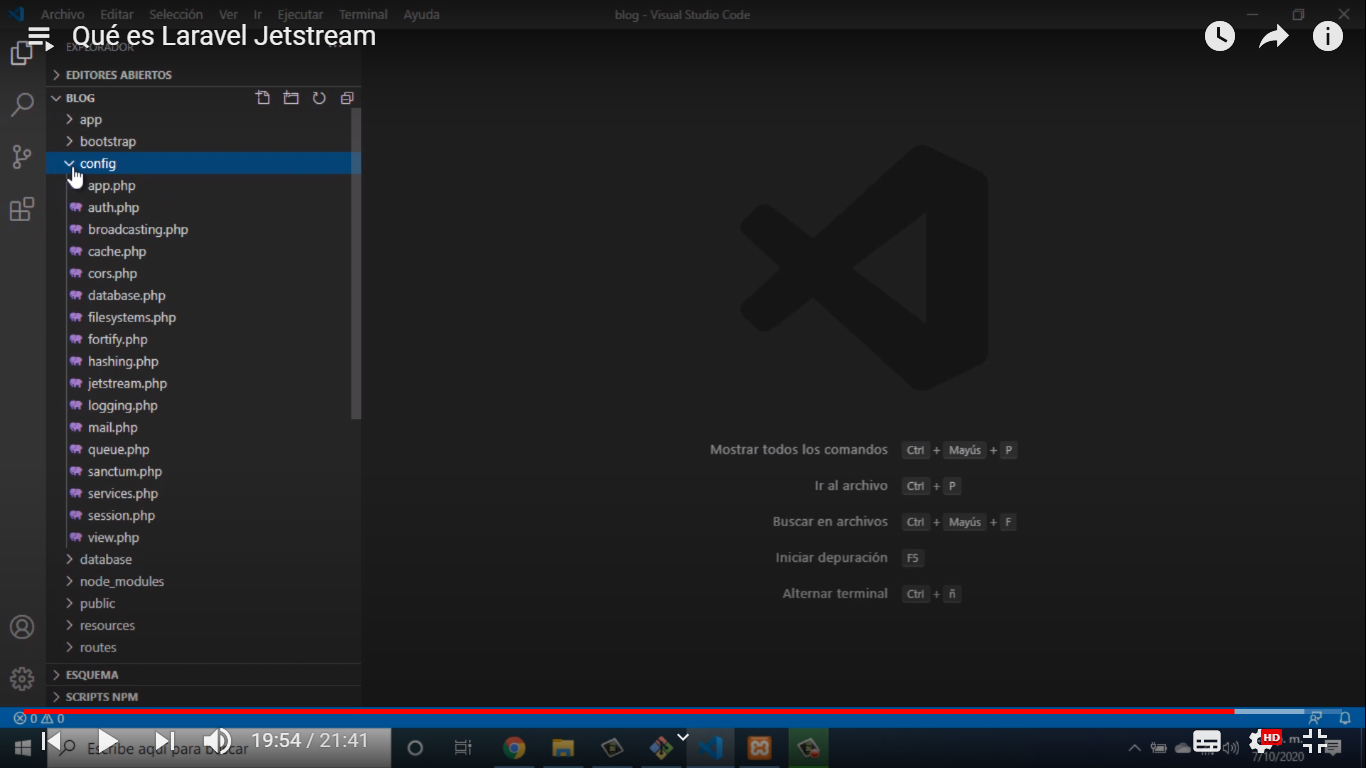 Archivo Editar Selección Ver Ir Ejecutar Terminal Ayuda
blog - Visual Studio Code
Qué es Laravel Jetstream
EXPLORADOR
EDITORES ABIERTOS
BLOG
app
bootstrap
config
app.php
auth.php
broadcasting.php
cache.php
cors.php
database.php
filesystems.php
fortify.php
hashing.php
jetstream.php
logging.php
mail.php
queue.php
sanctum.php
services.php
session.php
view.php
database
node_modules
public
resources
routes
ESQUEMA
SCRIPTS NPM
Mostrar todos los comandos Ctrl + Mayús + P
Ir al archivo Ctrl + P
Buscar en archivos Ctrl + Mayús + F
Iniciar depuración F5
Alternar terminal Ctrl + ñ
0 0
Escribe aquí para buscar
19:54 / 21:41
HD
7/10/2020